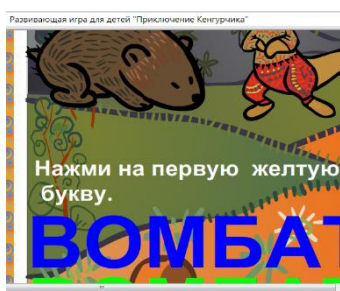 Развивающая игра для детей "Приключение Кенгурчика"
Нажми на первую желтую
букву.
ВОМБАТ